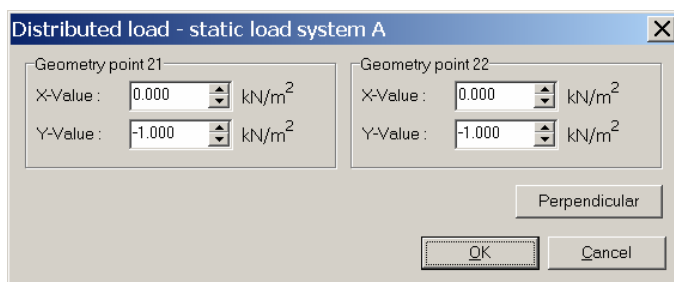 Distributed load - static load system A
Geometry point 21 Geometry point 22
X-Value : 0.000 kN/m² X-Value : 0.000 kN/m²
Y-Value : -1.000 kN/m² Y-Value : -1.000 kN/m²
Perpendicular
OK Cancel